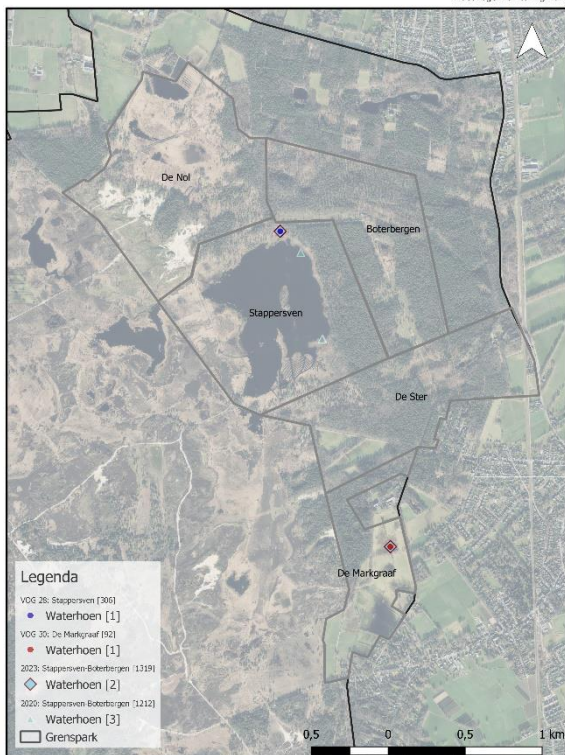 De Nol
Boterbergen
Stappersven
De Ster
De Markgraaf
Legenda
VOG 28: Stappersven [306]
Waterhoen [1]
VOG 30: De Markgraaf [92]
Waterhoen [1]
2023: Stappersven-Boterbergen [1319]
Waterhoen [2]
2020: Stappersven-Boterbergen [1212]
Waterhoen [3]
Grenspark
0,5 0 0,5 1 km